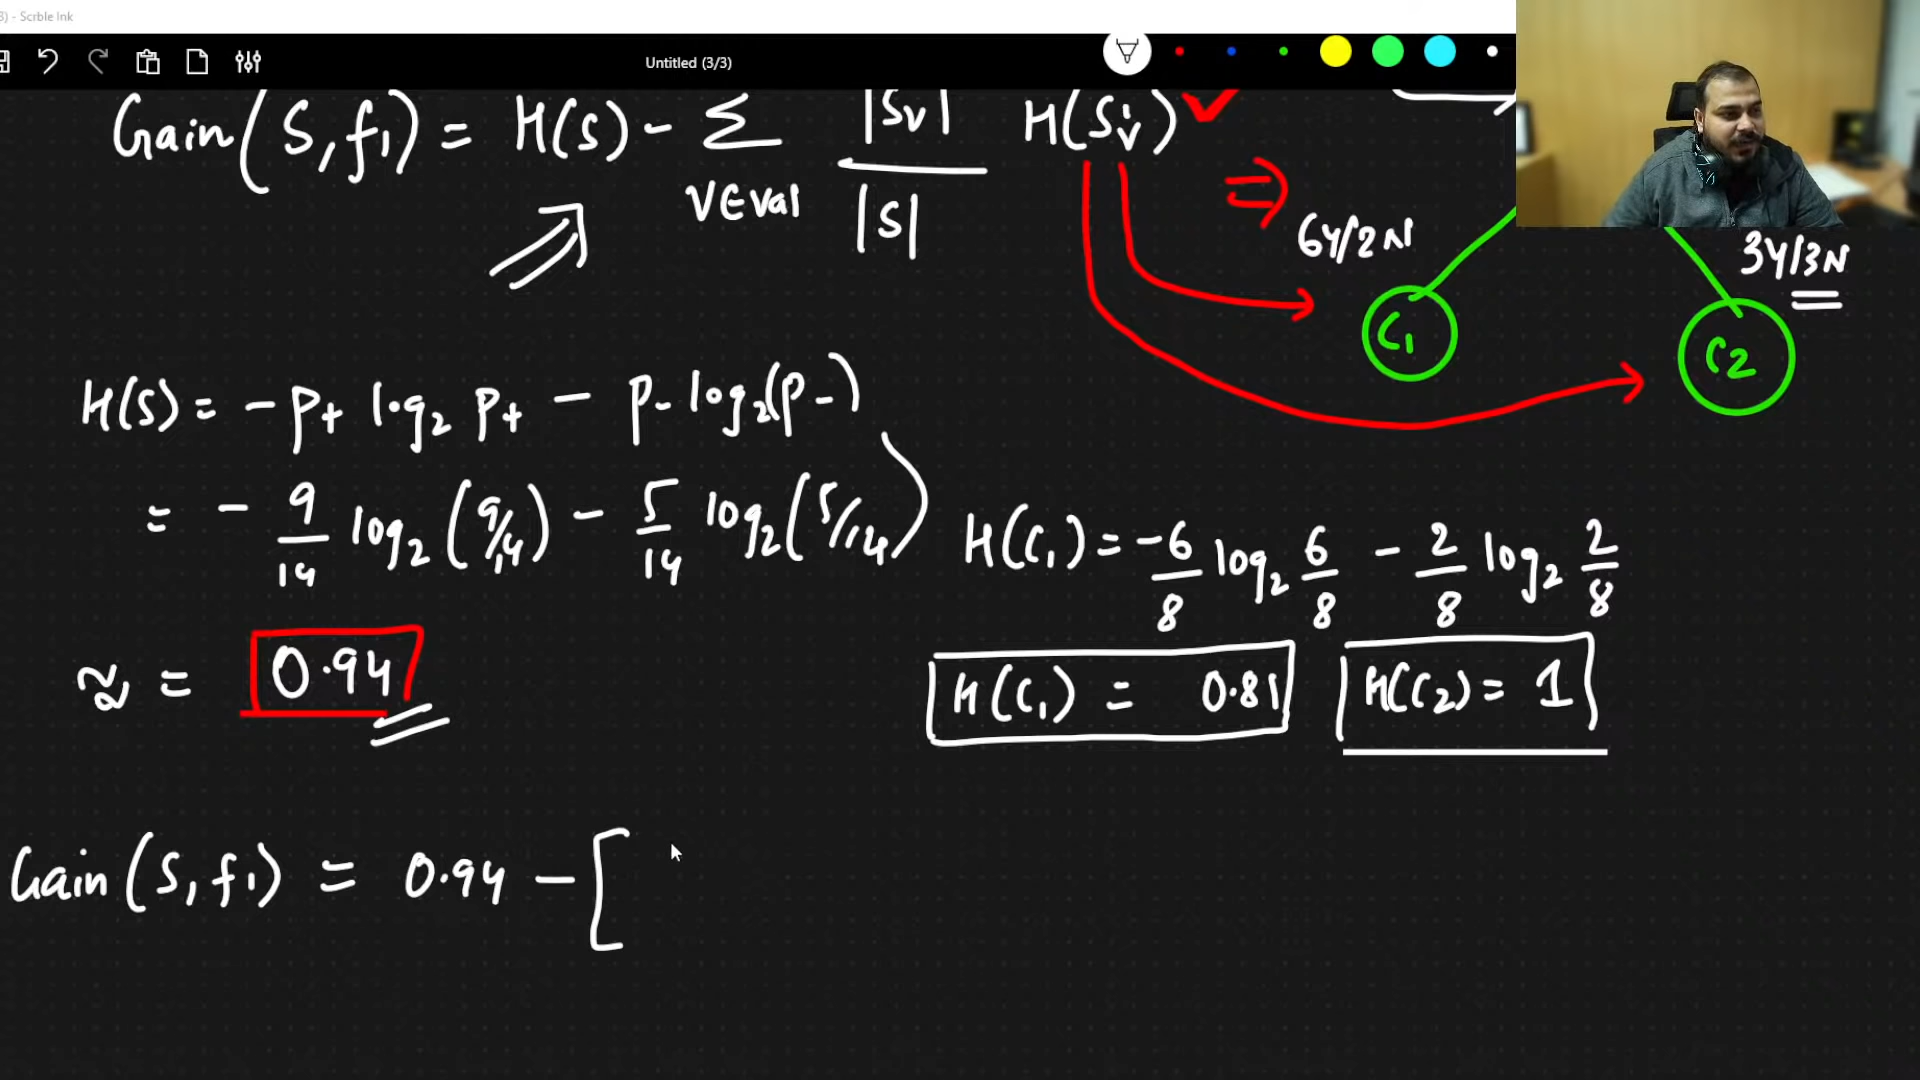 3) - Scrble Ink
Untitled (3/3)
Gain(S,f1) = H(S) - Σ |Sv| H(Sv)
V∈Val |S|
6Y/2N
3Y/3N
C1
C2
H(S) = - P+ log2 P+ - P- log2(P-)
= - 9/14 log2 (9/14) - 5/14 log2 (5/14)
H(C1) = -6/8 log2 6/8 - 2/8 log2 2/8
≈ = 0.94
H(C1) = 0.81
H(C2) = 1
Gain(S,f1) = 0.94 - [